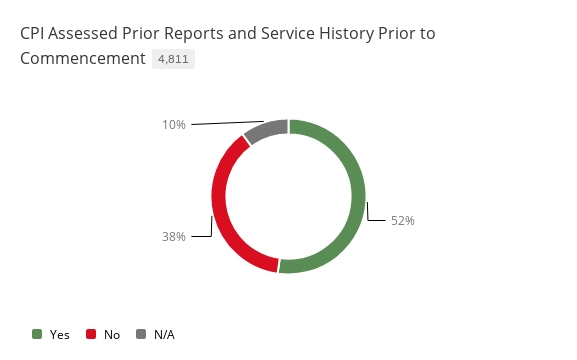 CPI Assessed Prior Reports and Service History Prior to
Commencement 4,811
10%
52%
38%
Yes No N/A